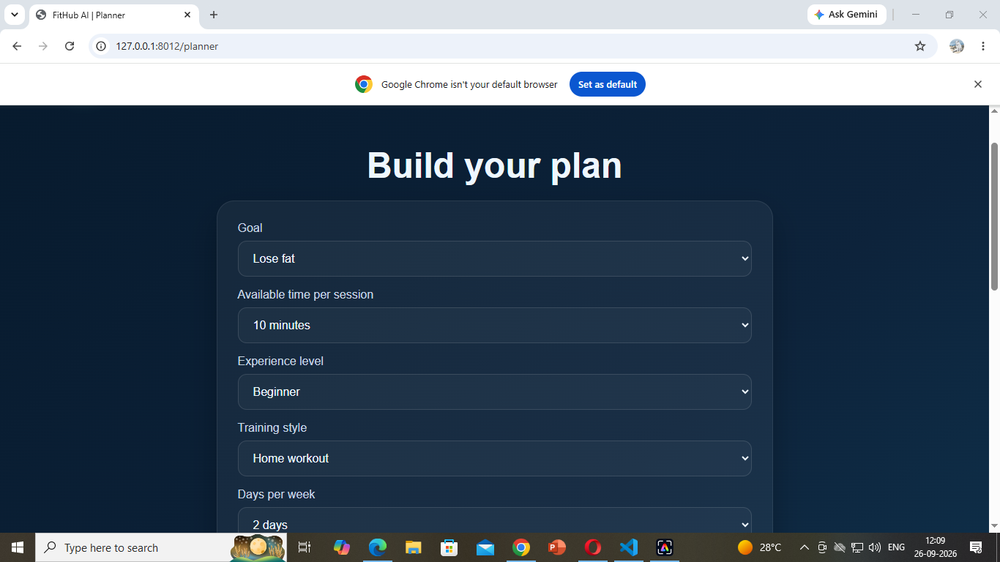 FitHub AI | Planner
Ask Gemini
127.0.0.1:8012/planner
Google Chrome isn't your default browser
Set as default
Build your plan
Goal
Lose fat
Available time per session
10 minutes
Experience level
Beginner
Training style
Home workout
Days per week
2 days
Type here to search
28°C
ENG
12:09
26-09-2026